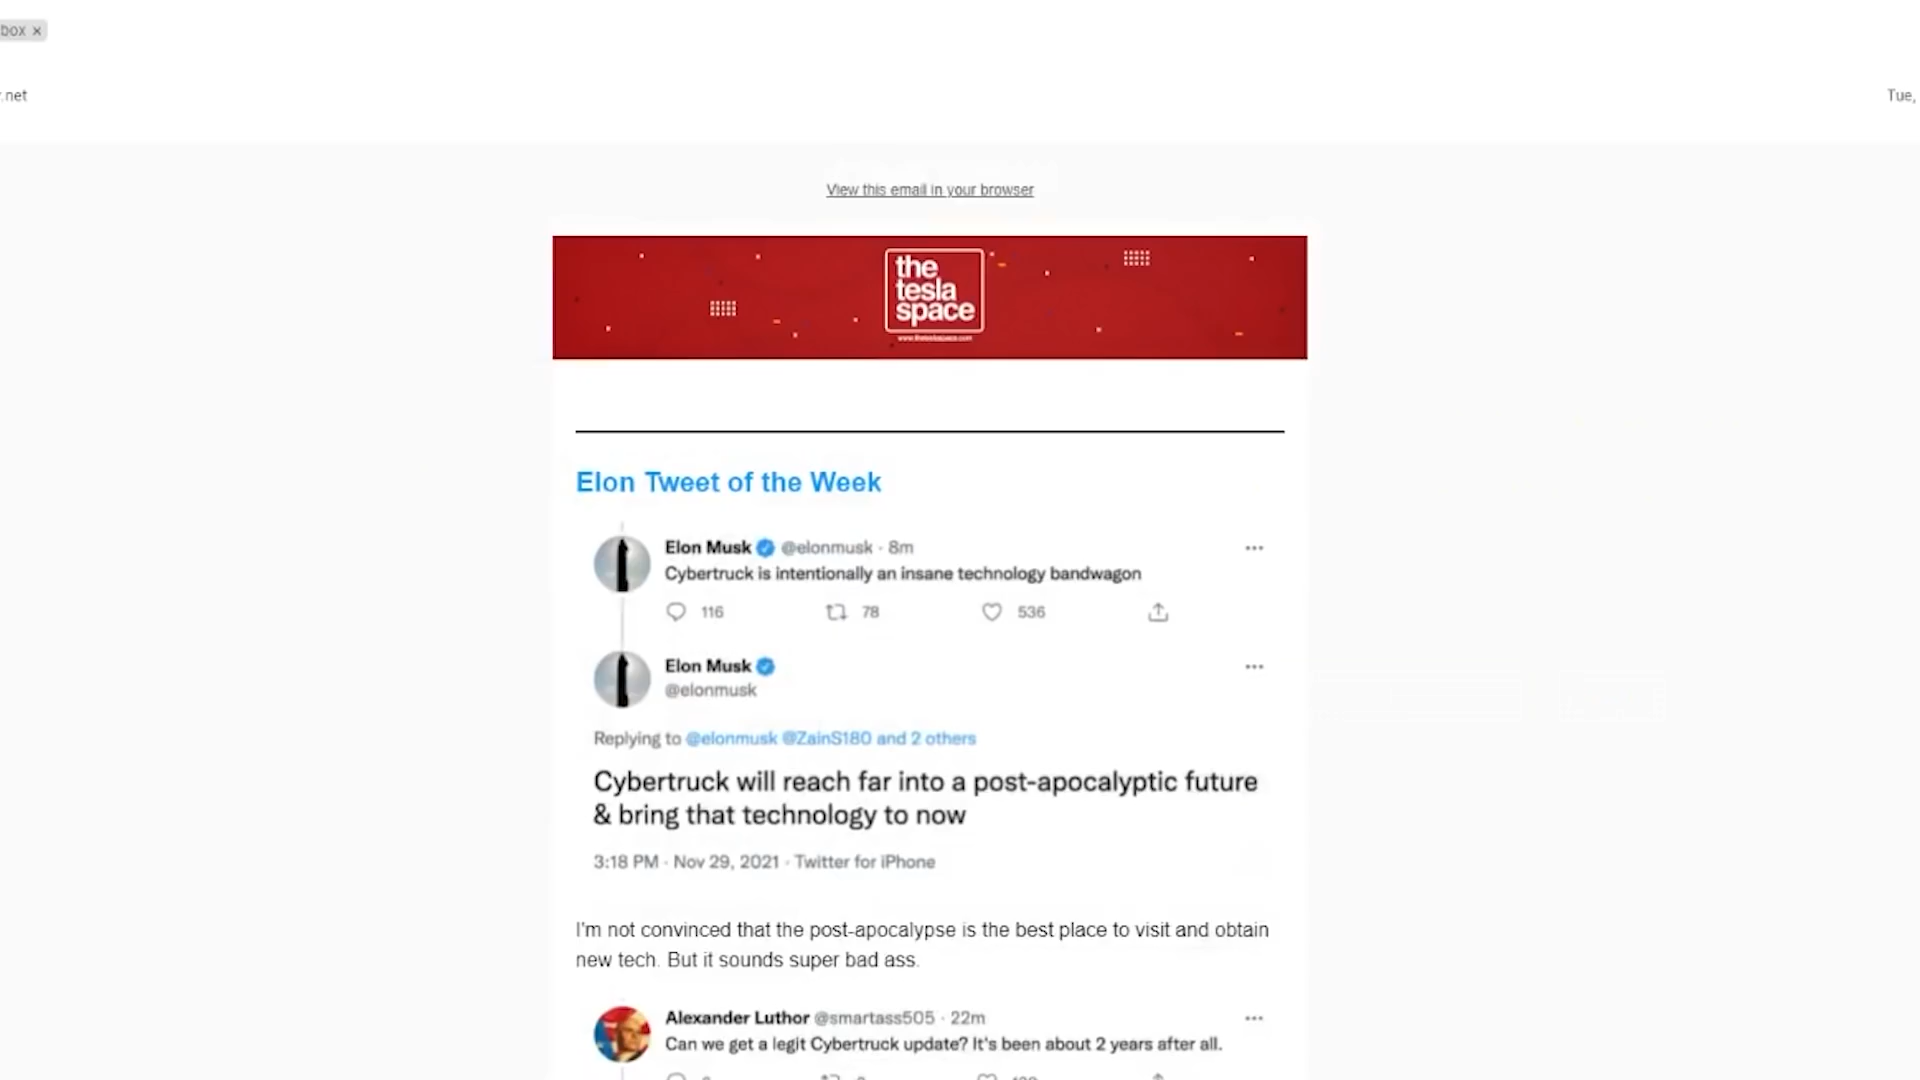 box ×
.net
Tue,
View this email in your browser
the
tesla
space
www.theteslaspace.com
Elon Tweet of the Week
Elon Musk @elonmusk · 8m
Cybertruck is intentionally an insane technology bandwagon
116 78 536
Elon Musk
@elonmusk
Replying to @elonmusk @ZainS180 and 2 others
Cybertruck will reach far into a post-apocalyptic future
& bring that technology to now
3:18 PM · Nov 29, 2021 · Twitter for iPhone
I'm not convinced that the post-apocalypse is the best place to visit and obtain
new tech. But it sounds super bad ass.
Alexander Luthor @smartass505 · 22m
Can we get a legit Cybertruck update? It's been about 2 years after all.